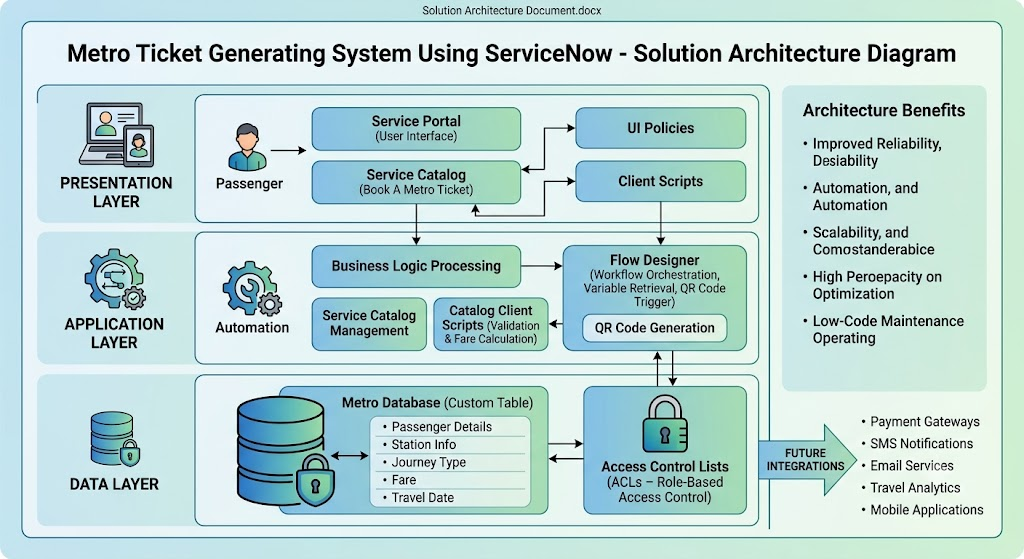 Solution Architecture Document.docx
Metro Ticket Generating System Using ServiceNow - Solution Architecture Diagram
PRESENTATION
LAYER
Passenger
Service Portal
(User Interface)
Service Catalog
(Book A Metro Ticket)
UI Policies
Client Scripts
APPLICATION
LAYER
Automation
Business Logic Processing
Service Catalog
Management
Catalog Client
Scripts (Validation
& Fare Calculation)
Flow Designer
(Workflow Orchestration,
Variable Retrieval, QR Code
Trigger)
QR Code Generation
DATA LAYER
Metro Database (Custom Table)
• Passenger Details
• Station Info
• Journey Type
• Fare
• Travel Date
Access Control Lists
(ACLs – Role-Based
Access Control)
Architecture Benefits
• Improved Reliability,
Desiability
• Automation, and
Automation
• Scalability, and
Comostanderabice
• High Peroepacity on
Optimization
• Low-Code Maintenance
Operating
FUTURE
INTEGRATIONS
• Payment Gateways
• SMS Notifications
• Email Services
• Travel Analytics
• Mobile Applications